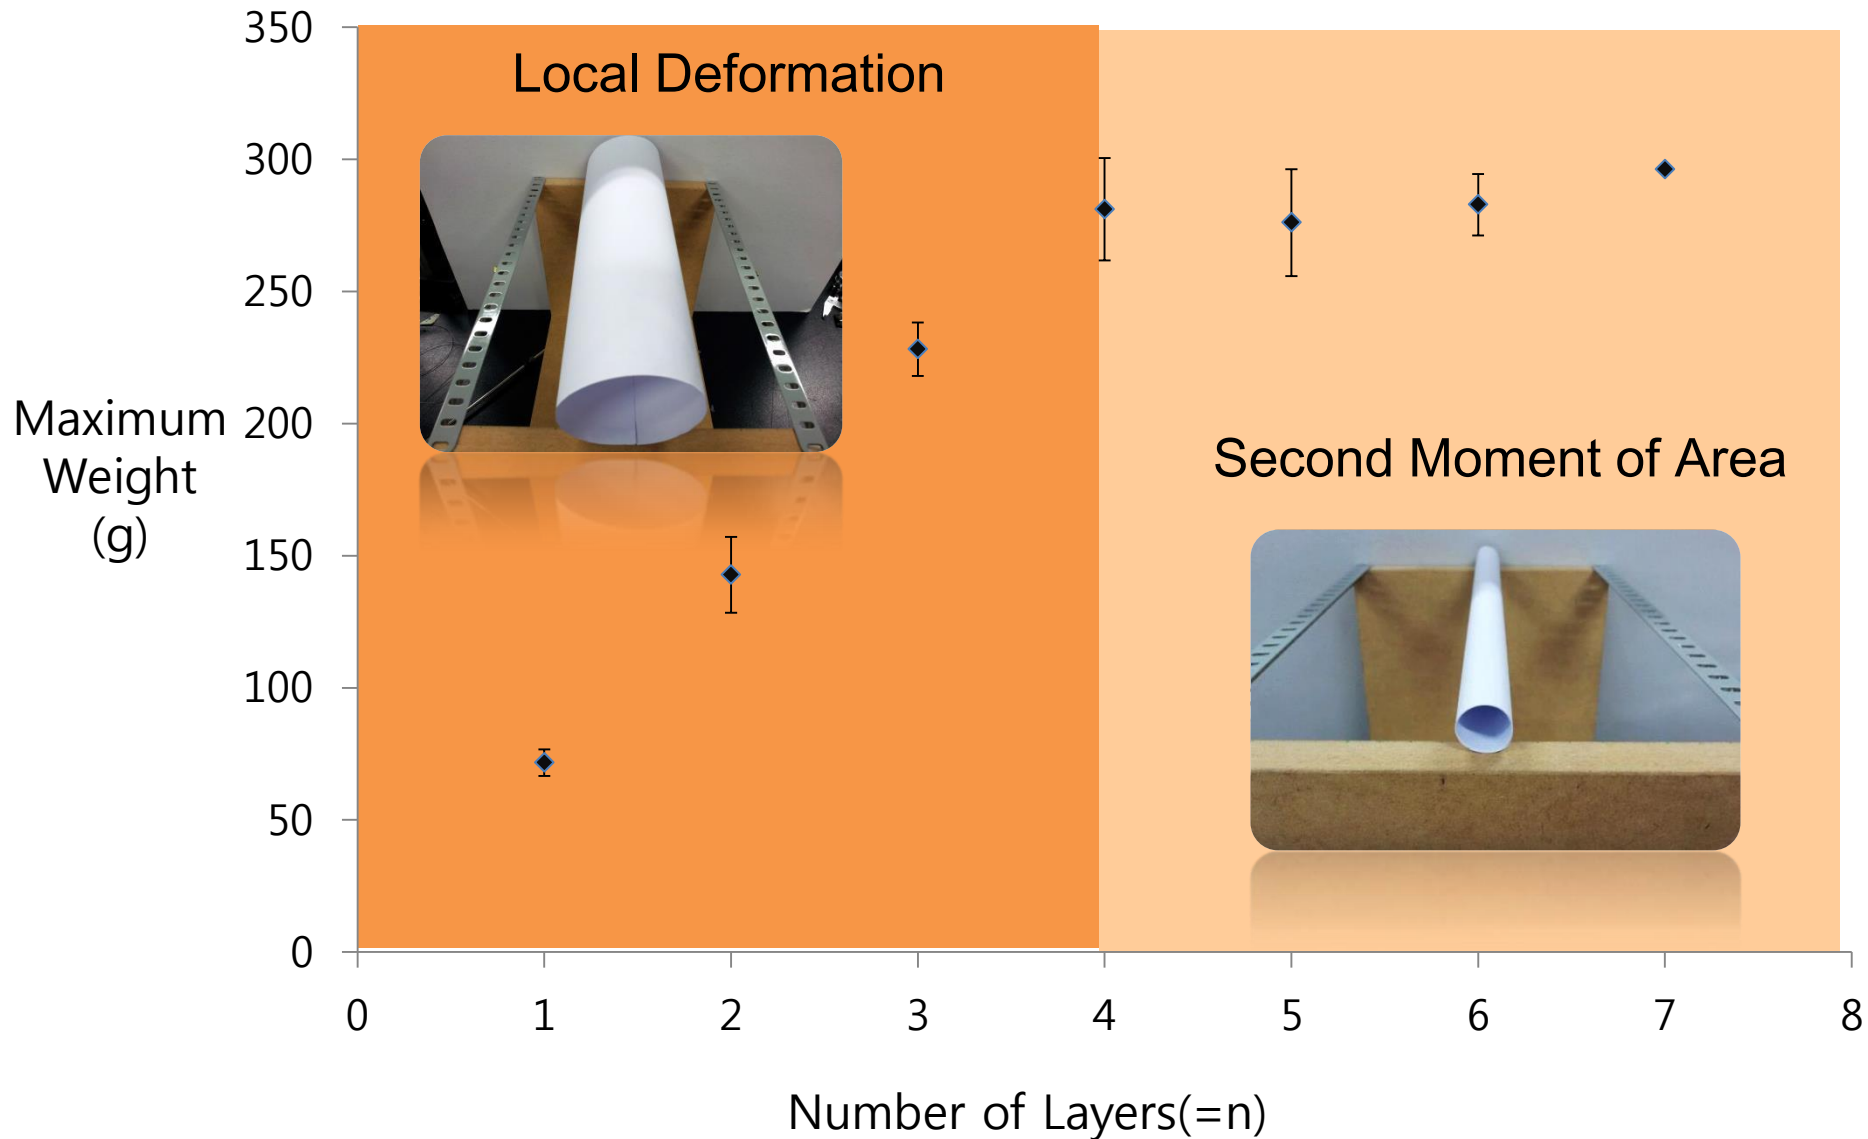 350
300
250
200
150
100
50
0
Maximum
Weight
(g)
Local Deformation
Second Moment of Area
0 1 2 3 4 5 6 7 8
Number of Layers(=n)